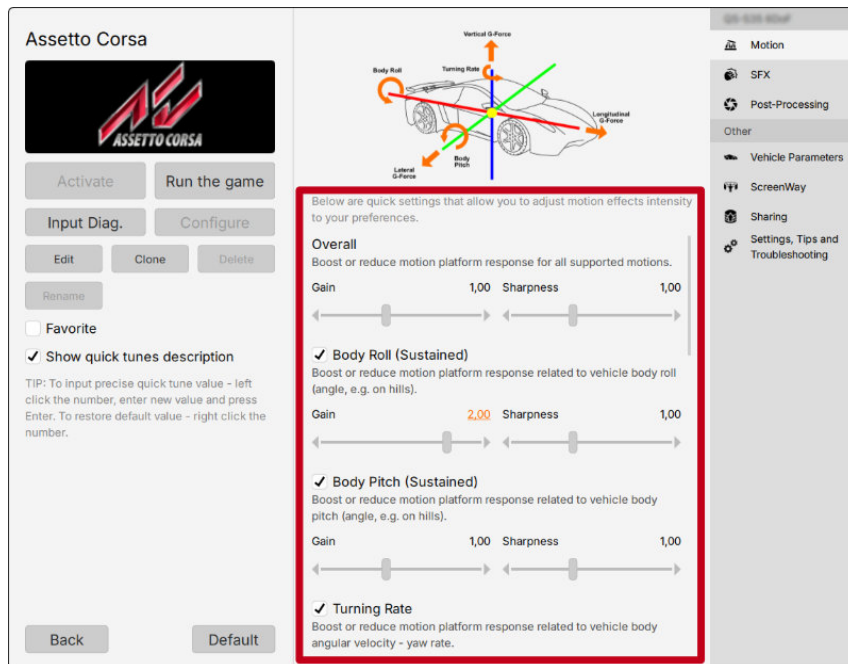 Assetto Corsa
ASSETTO CORSA
Activate
Run the game
Input Diag.
Configure
Edit
Clone
Delete
Rename
Favorite
Show quick tunes description
TIP: To input precise quick tune value - left
click the number, enter new value and press
Enter. To restore default value - right click the
number.
Back
Default
Vertical G-Force
Body Roll
Turning Rate
Longitudinal
G-Force
Lateral
G-Force
Body
Pitch
Below are quick settings that allow you to adjust motion effects intensity
to your preferences.
Overall
Boost or reduce motion platform response for all supported motions.
Gain 1,00 Sharpness 1,00
Body Roll (Sustained)
Boost or reduce motion platform response related to vehicle body roll
(angle, e.g. on hills).
Gain 2,00 Sharpness 1,00
Body Pitch (Sustained)
Boost or reduce motion platform response related to vehicle body
pitch (angle, e.g. on hills).
Gain 1,00 Sharpness 1,00
Turning Rate
Boost or reduce motion platform response related to vehicle body
angular velocity - yaw rate.
Motion
SFX
Post-Processing
Other
Vehicle Parameters
ScreenWay
Sharing
Settings, Tips and
Troubleshooting